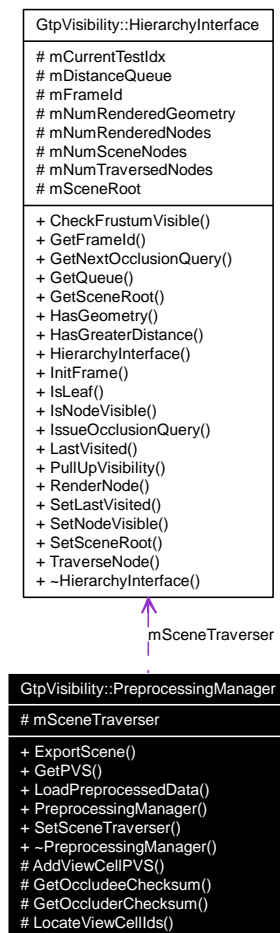 GtpVisibility::HierarchyInterface
# mCurrentTestIdx
# mDistanceQueue
# mFrameId
# mNumRenderedGeometry
# mNumRenderedNodes
# mNumSceneNodes
# mNumTraversedNodes
# mSceneRoot
+ CheckFrustumVisible()
+ GetFrameId()
+ GetNextOcclusionQuery()
+ GetQueue()
+ GetSceneRoot()
+ HasGeometry()
+ HasGreaterDistance()
+ HierarchyInterface()
+ InitFrame()
+ IsLeaf()
+ IsNodeVisible()
+ IssueOcclusionQuery()
+ LastVisited()
+ PullUpVisibility()
+ RenderNode()
+ SetLastVisited()
+ SetNodeVisible()
+ SetSceneRoot()
+ TraverseNode()
+ ~HierarchyInterface()
mSceneTraverser
GtpVisibility::PreprocessingManager
# mSceneTraverser
+ ExportScene()
+ GetPVS()
+ LoadPreprocessedData()
+ PreprocessingManager()
+ SetSceneTraverser()
+ ~PreprocessingManager()
# AddViewCellPVS()
# GetOccludeeChecksum()
# GetOccluderChecksum()
# LocateViewCellIds()